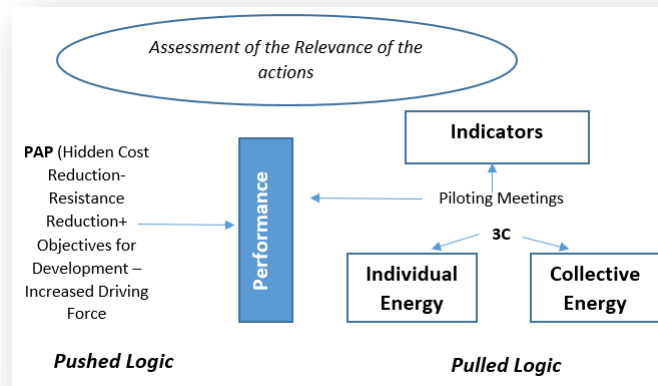 Assessment of the Relevance of the
actions
PAP (Hidden Cost
Reduction-
Resistance
Reduction+
Objectives for
Development –
Increased Driving
Force
Performance
Indicators
Piloting Meetings
3C
Individual
Energy
Collective
Energy
Pushed Logic
Pulled Logic